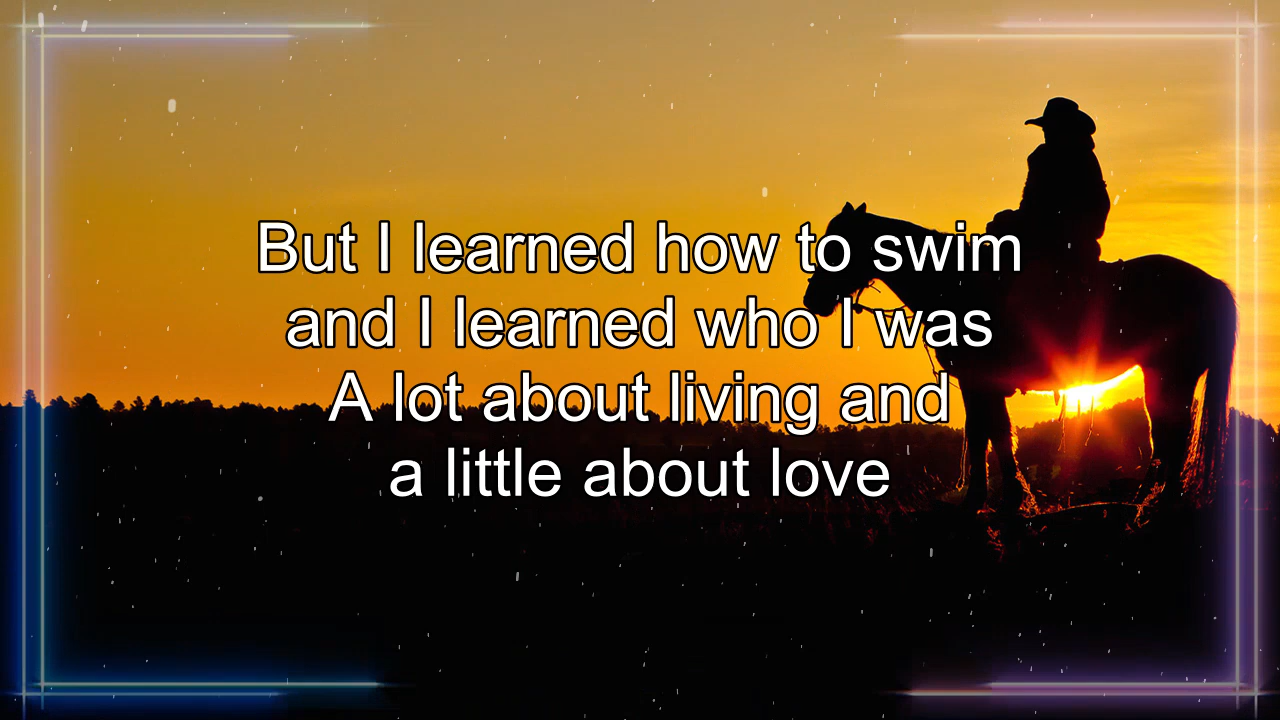 But I learned how to swim
and I learned who I was
A lot about living and
a little about love